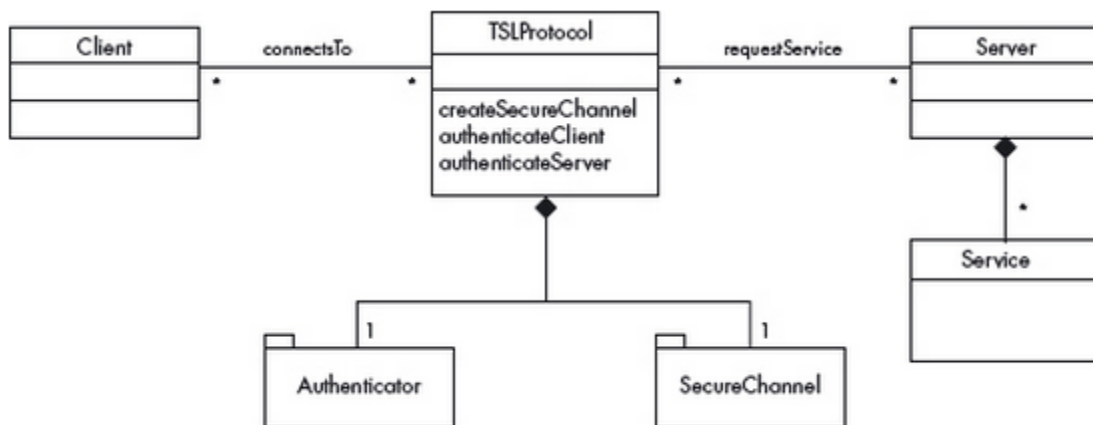 Client
connectsTo
TSLProtocol
requestService
Server
*
*
*
*
createSecureChannel
authenticateClient
authenticateServer
*
Service
1
1
Authenticator
SecureChannel